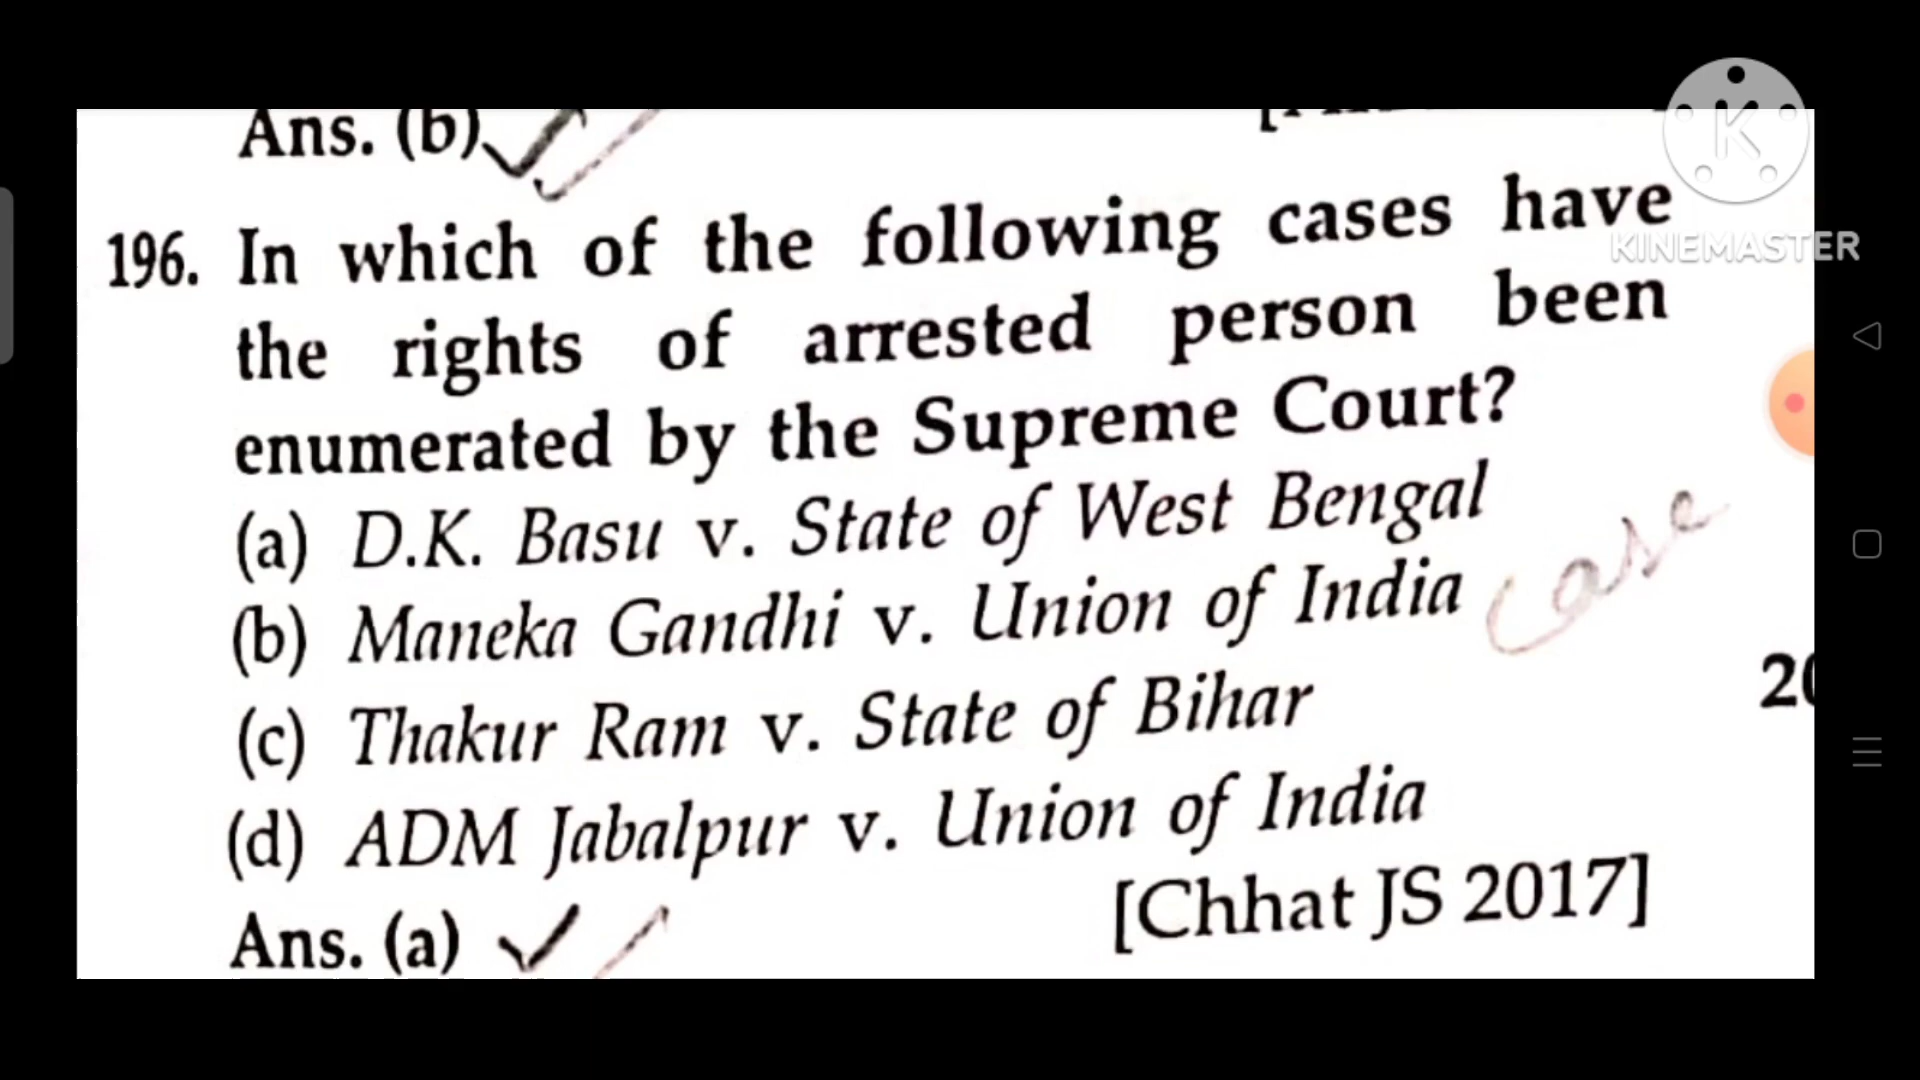 Ans. (b)
KINEMASTER
196. In which of the following cases have
the rights of arrested person been
enumerated by the Supreme Court?
(a) D.K. Basu v. State of West Bengal
(b) Maneka Gandhi v. Union of India
case
(c) Thakur Ram v. State of Bihar
(d) ADM Jabalpur v. Union of India
[Chhat JS 2017]
Ans. (a)